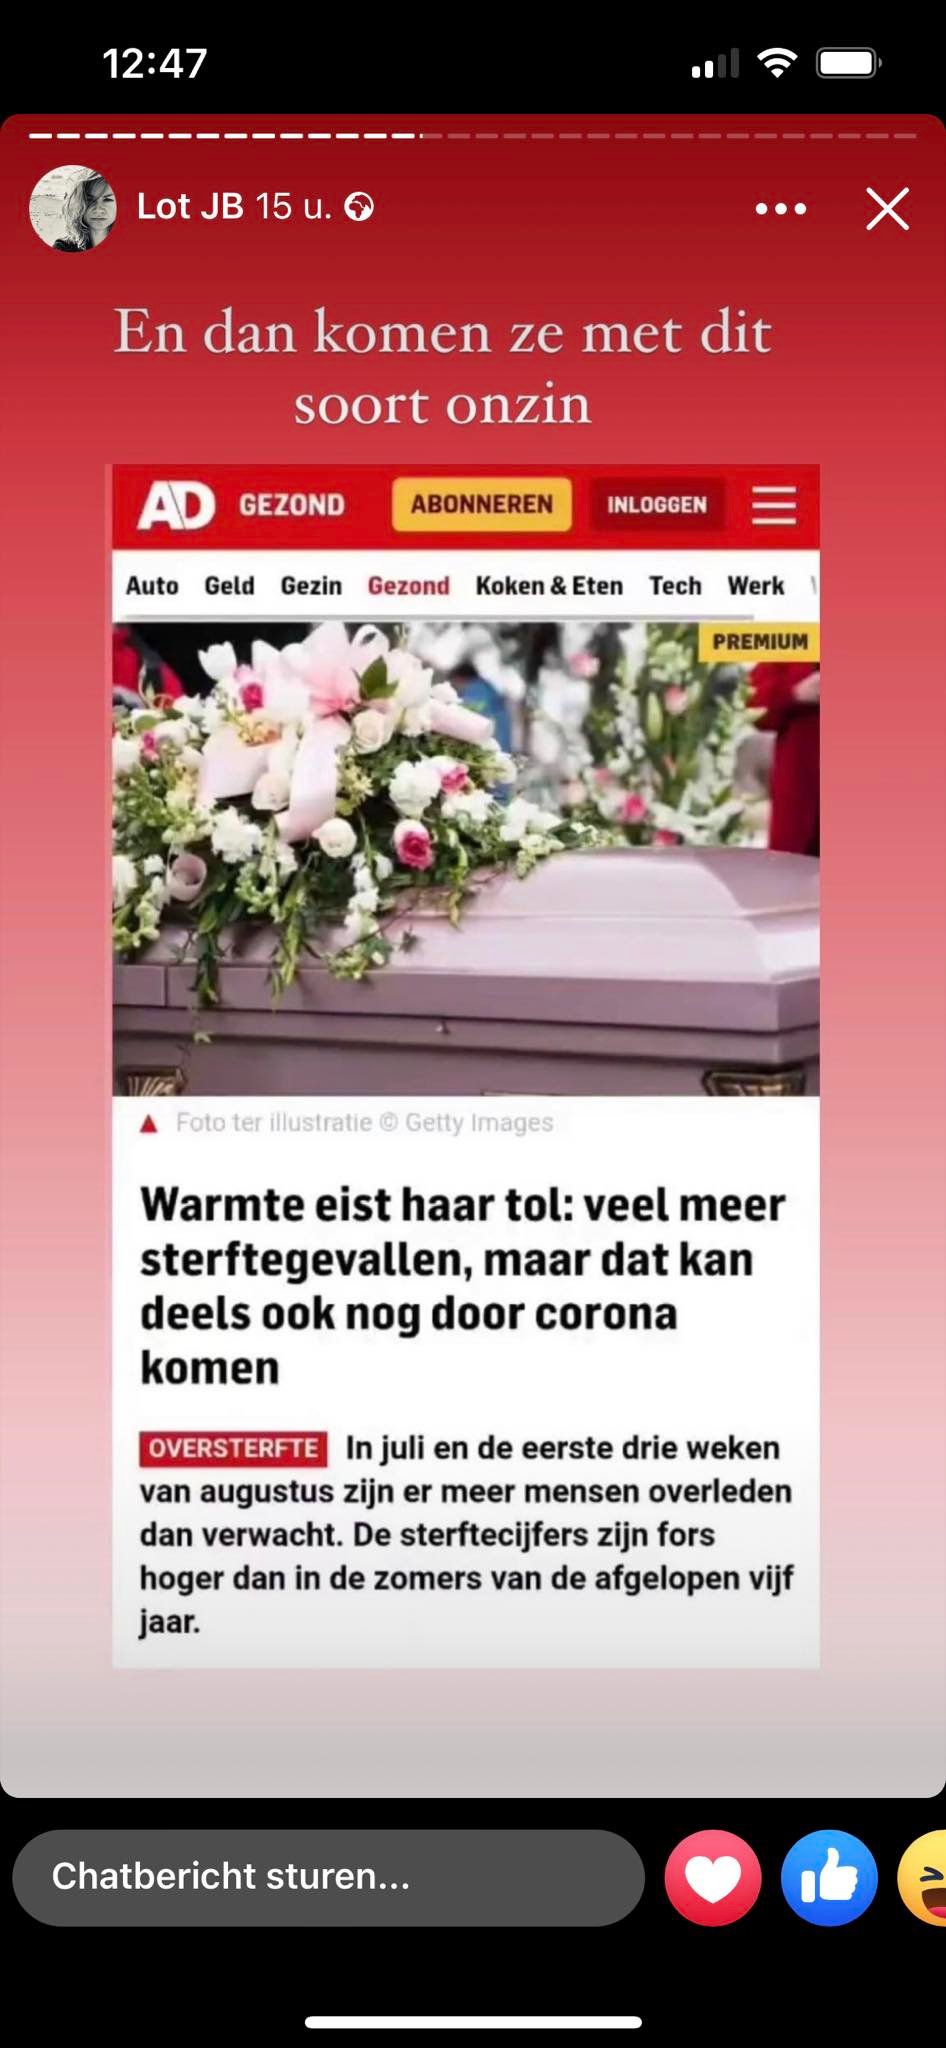 12:47
Lot JB 15 u.
En dan komen ze met dit
soort onzin
AD GEZOND ABONNEREN INLOGGEN
Auto Geld Gezin Gezond Koken & Eten Tech Werk
PREMIUM
▲ Foto ter illustratie © Getty Images
Warmte eist haar tol: veel meer
sterftegevallen, maar dat kan
deels ook nog door corona
komen
OVERSTERFTE In juli en de eerste drie weken
van augustus zijn er meer mensen overleden
dan verwacht. De sterftecijfers zijn fors
hoger dan in de zomers van de afgelopen vijf
jaar.
Chatbericht sturen...